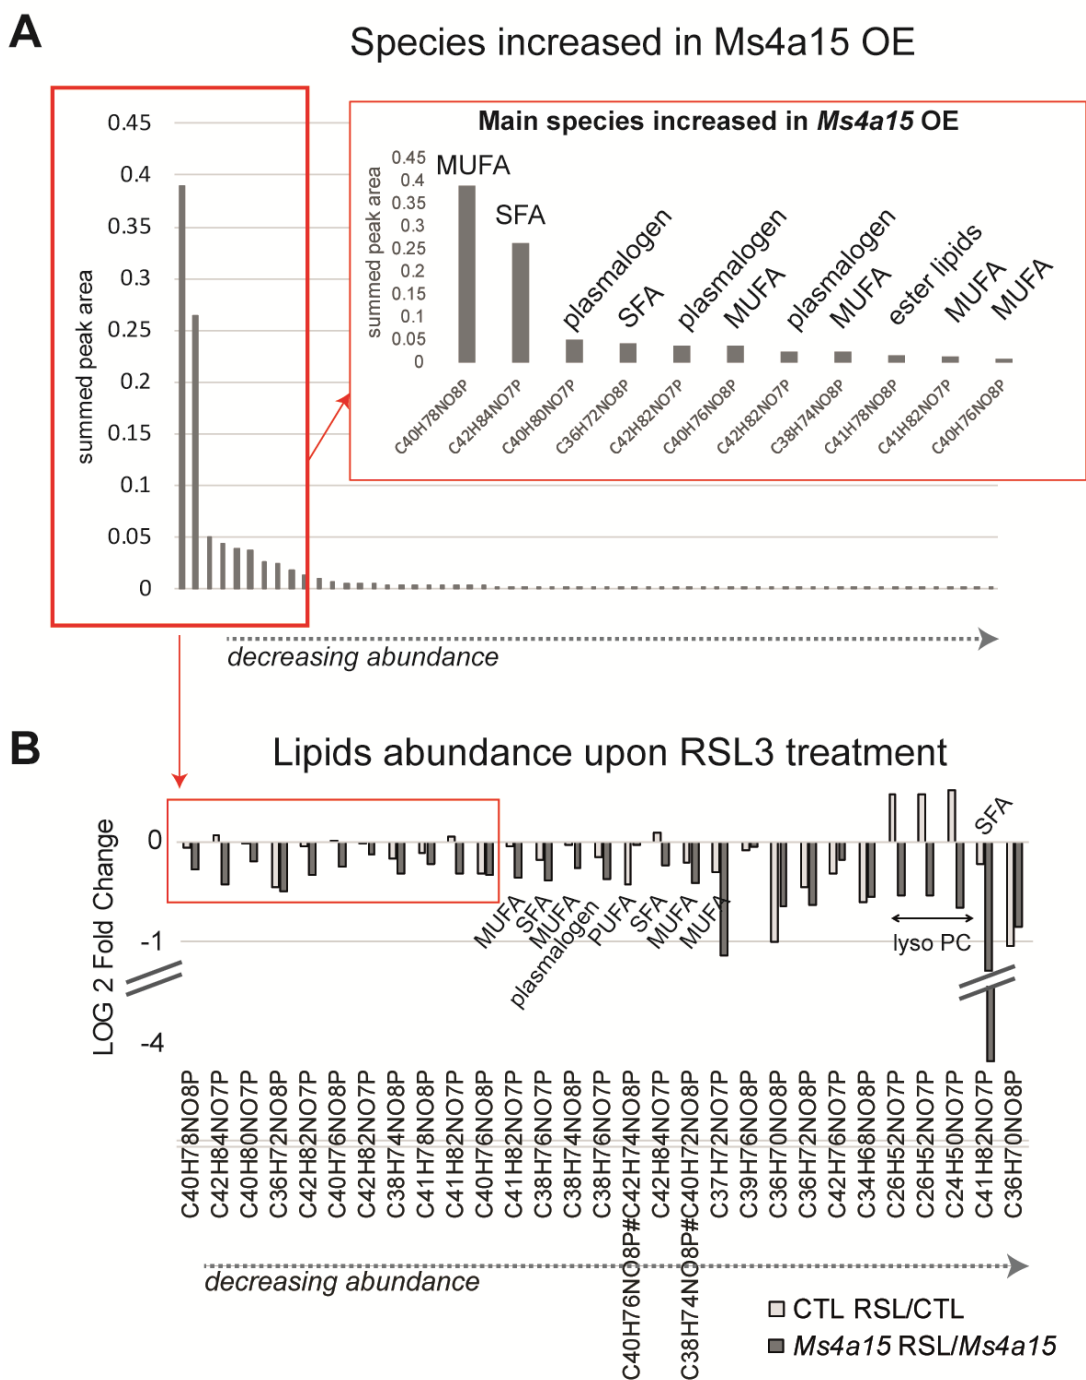 A
Species increased in Ms4a15 OE
summed peak area
0.45
0.4
0.35
0.3
0.25
0.2
0.15
0.1
0.05
0
Main species increased in Ms4a15 OE
summed peak area
0.45
0.4
0.35
0.3
0.25
0.2
0.15
0.1
0.05
0
MUFA
SFA
plasmalogen
SFA
plasmalogen
MUFA
plasmalogen
MUFA
ester lipids
MUFA
MUFA
C40H78NO8P
C42H84NO7P
C40H80NO7P
C36H72NO8P
C42H82NO7P
C40H76NO8P
C42H82NO7P
C38H74NO8P
C41H78NO8P
C41H82NO7P
C40H76NO8P
decreasing abundance
B
Lipids abundance upon RSL3 treatment
LOG 2 Fold Change
0
-1
-4
MUFA
SFA
MUFA
plasmalogen
PUFA
SFA
MUFA
MUFA
lyso PC
SFA
C40H78NO8P
C42H84NO7P
C40H80NO7P
C36H72NO8P
C42H82NO7P
C40H76NO8P
C42H82NO7P
C38H74NO8P
C41H78NO8P
C41H82NO7P
C40H76NO8P
C41H82NO7P
C38H76NO7P
C38H74NO8P
C38H76NO7P
C40H76NO8P#C42H74NO8P
C42H84NO7P
C38H74NO8P#C40H72NO8P
C37H72NO7P
C39H76NO8P
C36H70NO8P
C36H72NO8P
C42H76NO7P
C34H68NO8P
C26H52NO7P
C26H52NO7P
C24H50NO7P
C41H82NO7P
C36H70NO8P
decreasing abundance
CTL RSL/CTL
Ms4a15 RSL/Ms4a15